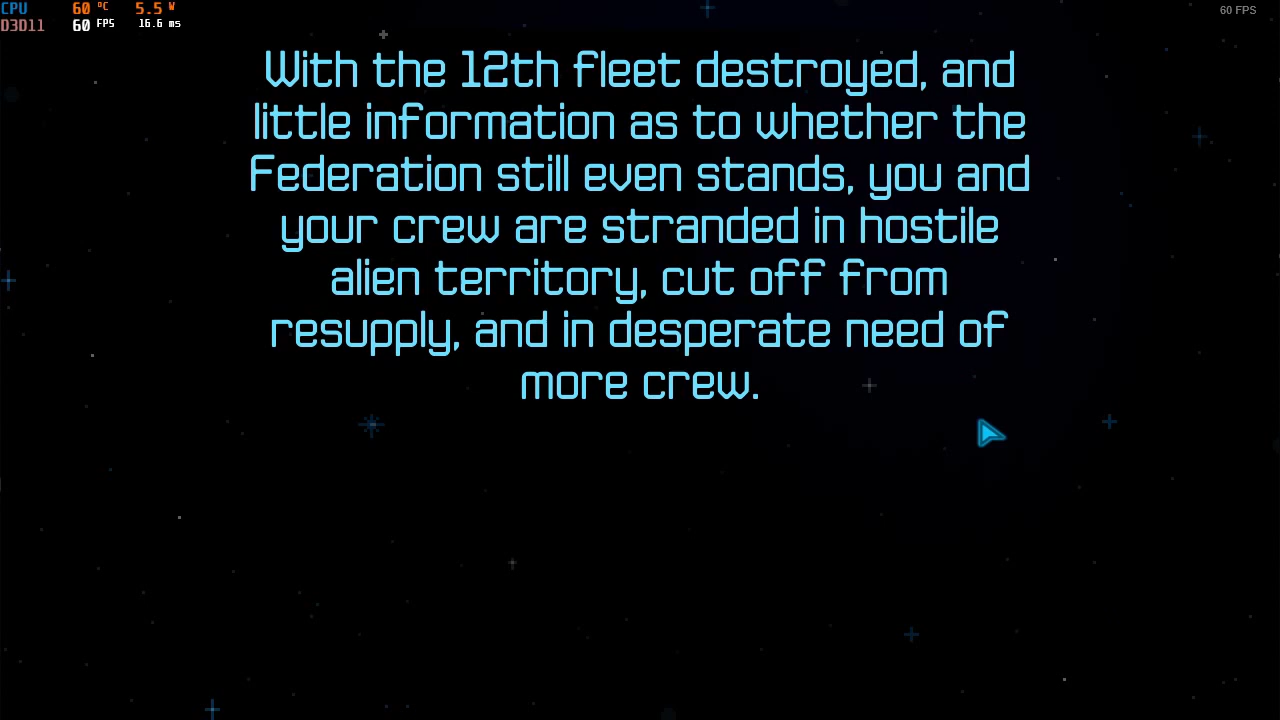 CPU 60 °C 5.5 W
D3D11 60 FPS 16.6 ms
60 FPS
With the 12th fleet destroyed, and
little information as to whether the
Federation still even stands, you and
your crew are stranded in hostile
alien territory, cut off from
resupply, and in desperate need of
more crew.